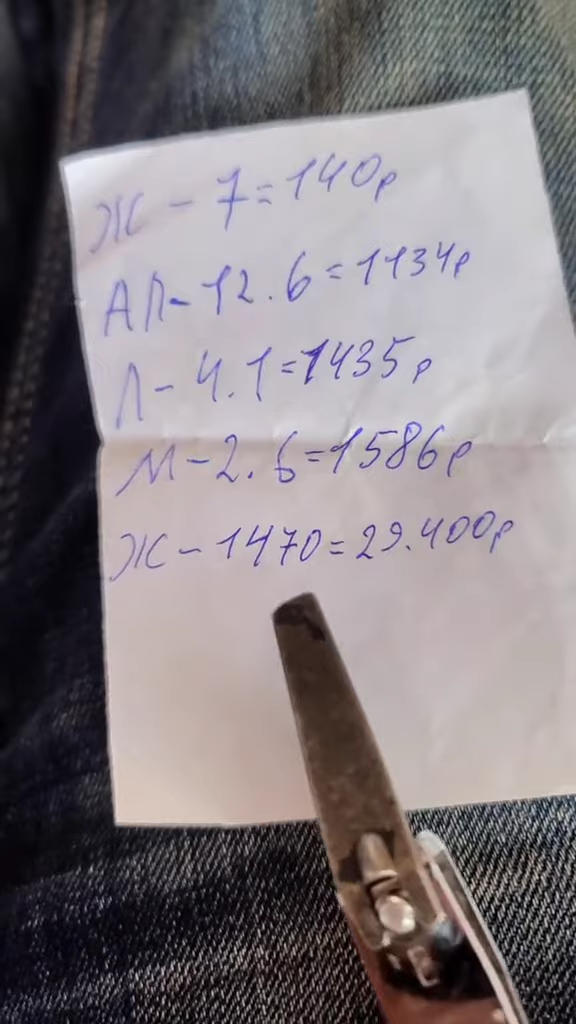 Ж - 7 = 140р
АЛ - 12.6 = 1134р
Л - 4.1 = 1435р
М - 2.6 = 1586р
Ж - 1470 = 29.400р